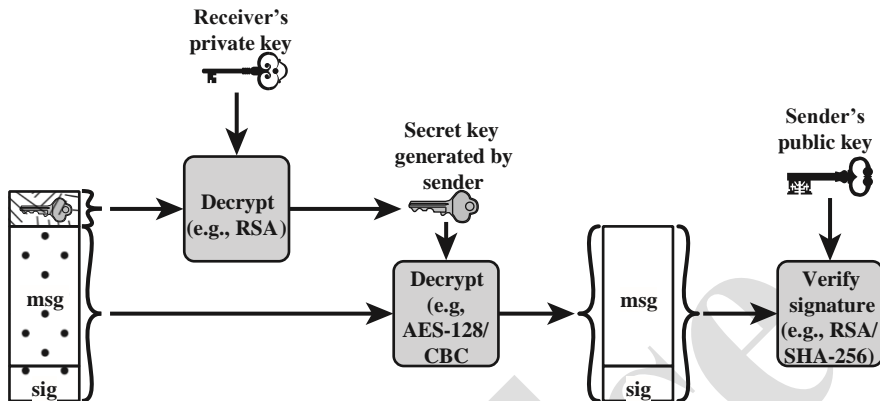 Receiver's
private key
Sender's
public key
Secret key
generated by
sender
Decrypt
(e.g., RSA)
msg
sig
Decrypt
(e.g,
AES-128/
CBC
msg
sig
Verify
signature
(e.g., RSA/
SHA-256)